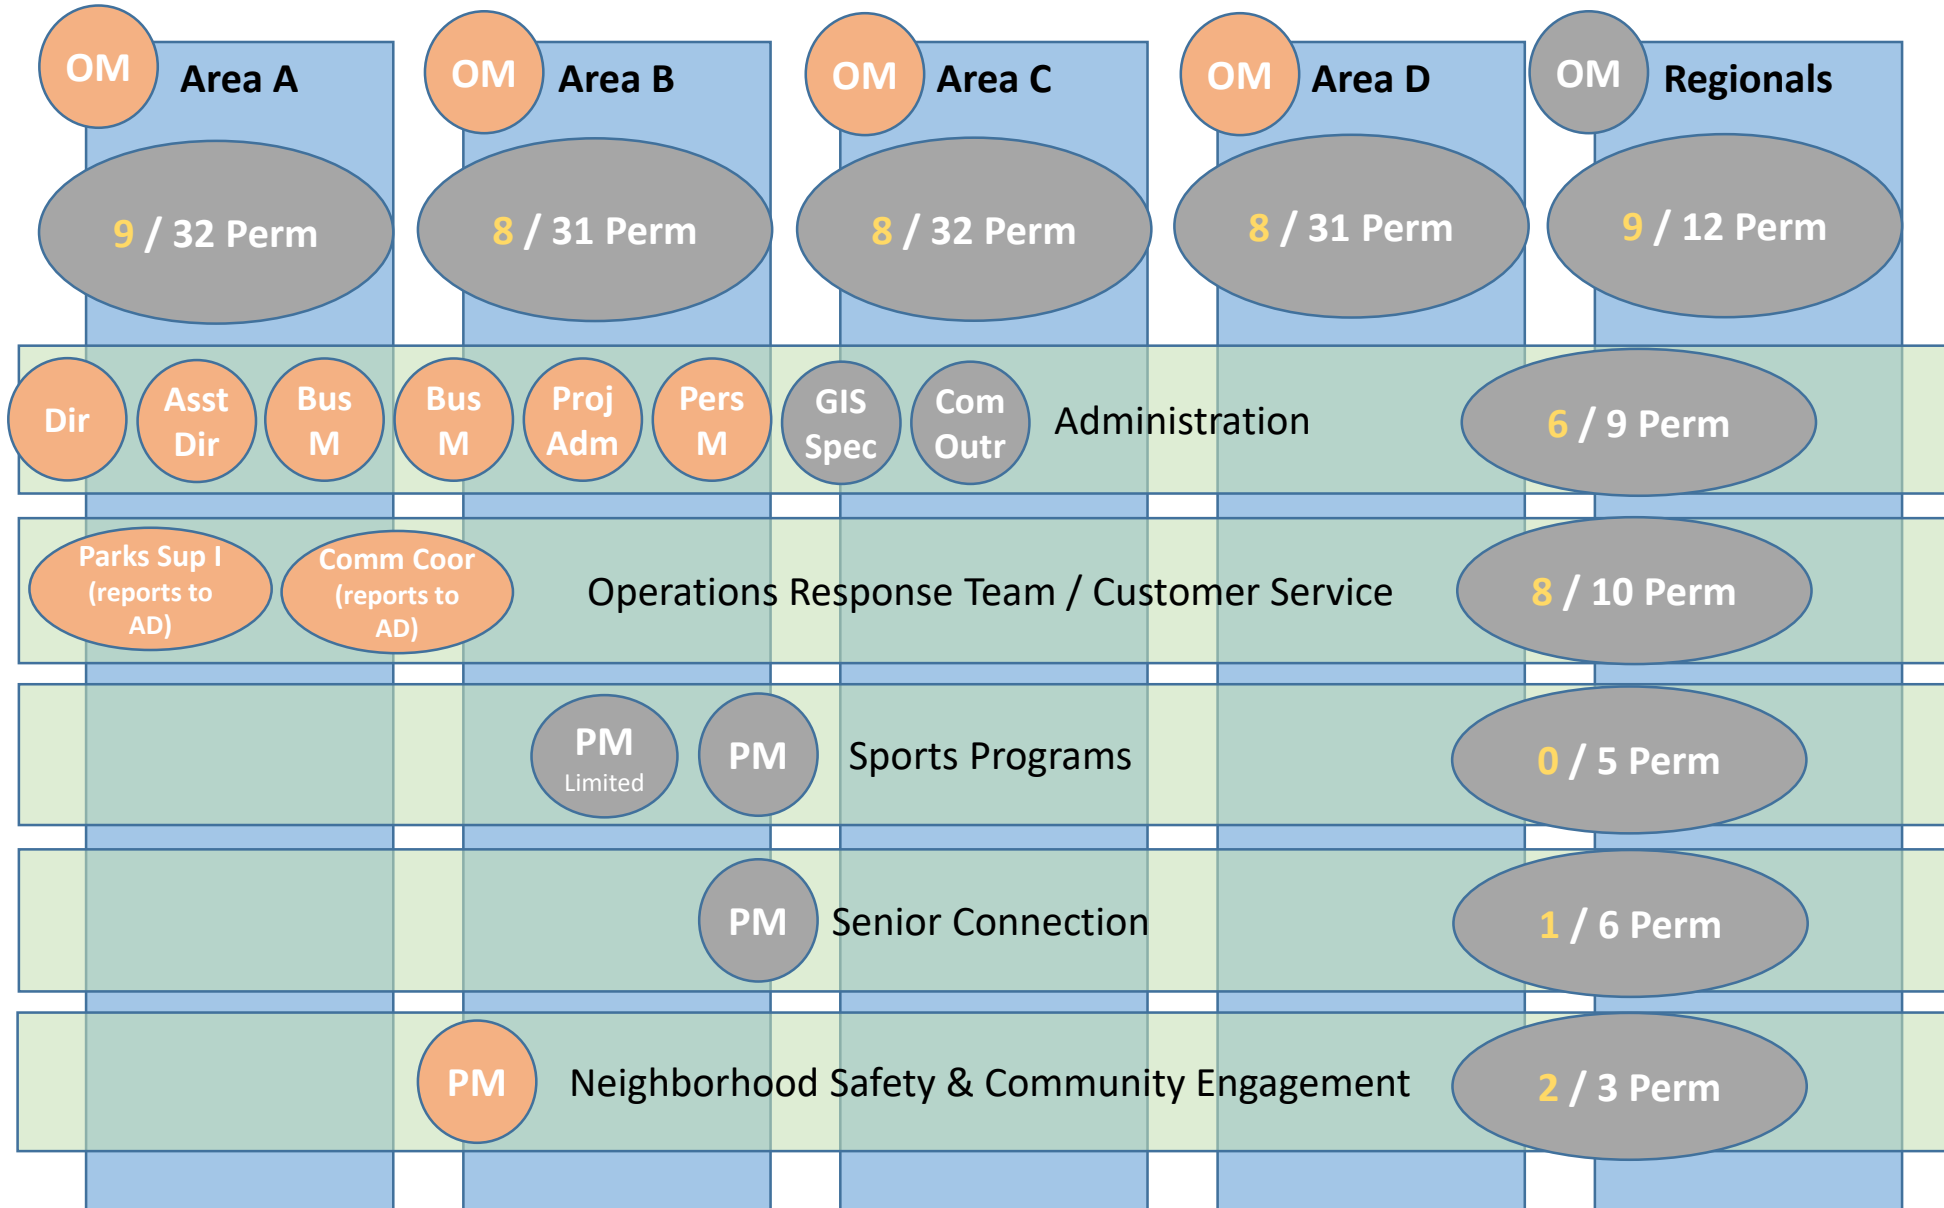 OM
Area A
OM
Area B
OM
Area C
OM
Area D
OM
Regionals
9 / 32 Perm
8 / 31 Perm
8 / 32 Perm
8 / 31 Perm
9 / 12 Perm
Dir
Asst
Dir
Bus
M
Bus
M
Proj
Adm
Pers
M
GIS
Spec
Com
Outr
Administration
6 / 9 Perm
Parks Sup I
(reports to
AD)
Comm Coor
(reports to
AD)
Operations Response Team / Customer Service
8 / 10 Perm
PM
Limited
PM
Sports Programs
0 / 5 Perm
PM
Senior Connection
1 / 6 Perm
PM
Neighborhood Safety & Community Engagement
2 / 3 Perm